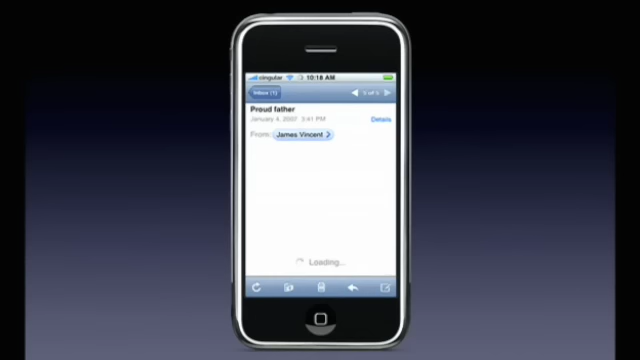 cingular 10:18 AM
Inbox (1)
5 of 5
Proud father
January 4, 2007 3:41 PM
Details
From: James Vincent
Loading...